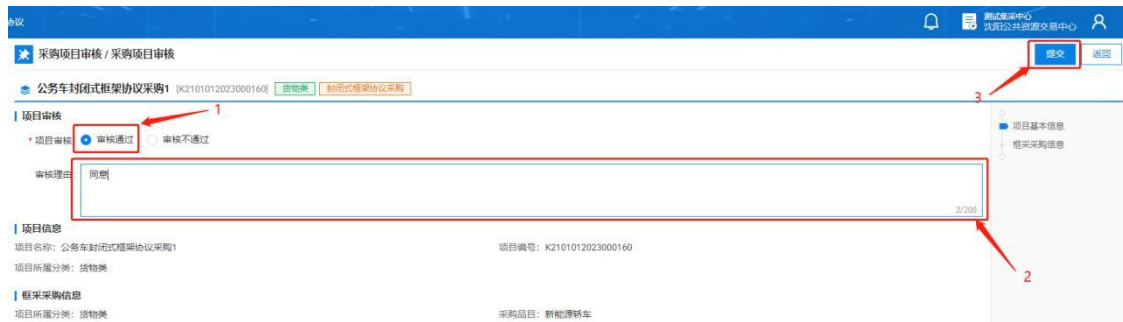 协议
测试集采中心
沈阳公共资源交易中心
采购项目审核 / 采购项目审核
提交
返回
公务车封闭式框架协议采购1 [K2101012023000160] 货物类 封闭式框架协议采购
3
项目审核
1
* 项目审核: 审核通过 审核不通过
项目基本信息
框采采购信息
审核理由: 同意
2/200
项目信息
项目名称: 公务车封闭式框架协议采购1
项目编号: K2101012023000160
项目所属分类: 货物类
2
框采采购信息
项目所属分类: 货物类
采购品目: 新能源轿车